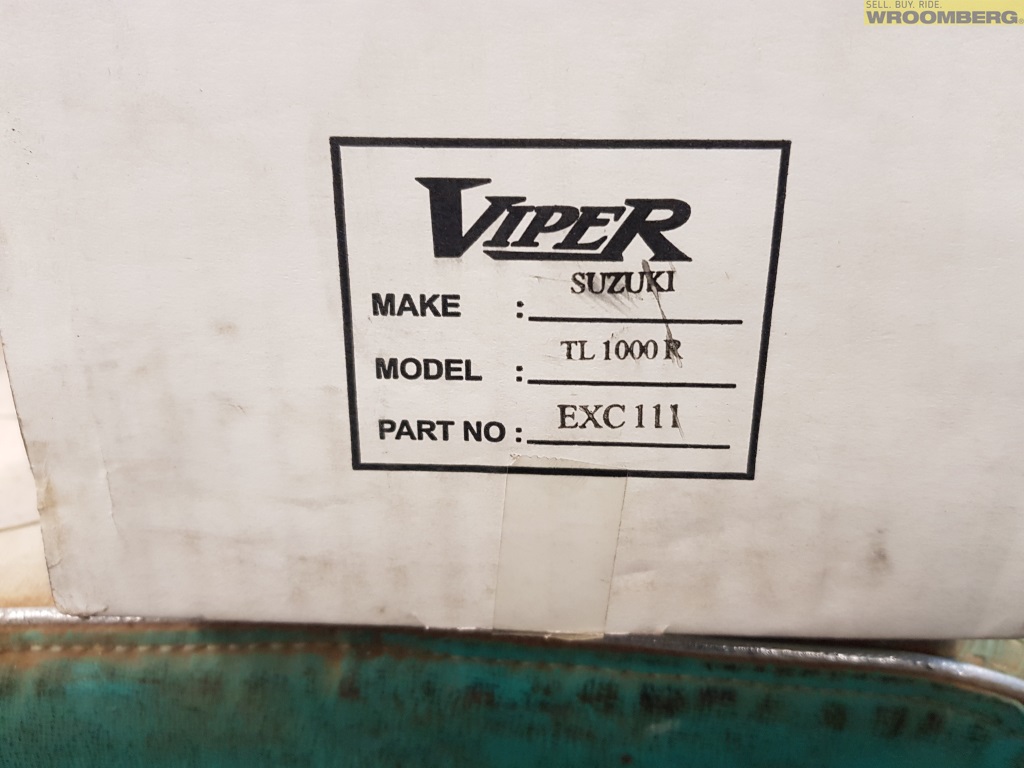 SELL. BUY. RIDE.
WROOMBERG
VIPER
MAKE : SUZUKI
MODEL : TL 1000 R
PART NO : EXC 111